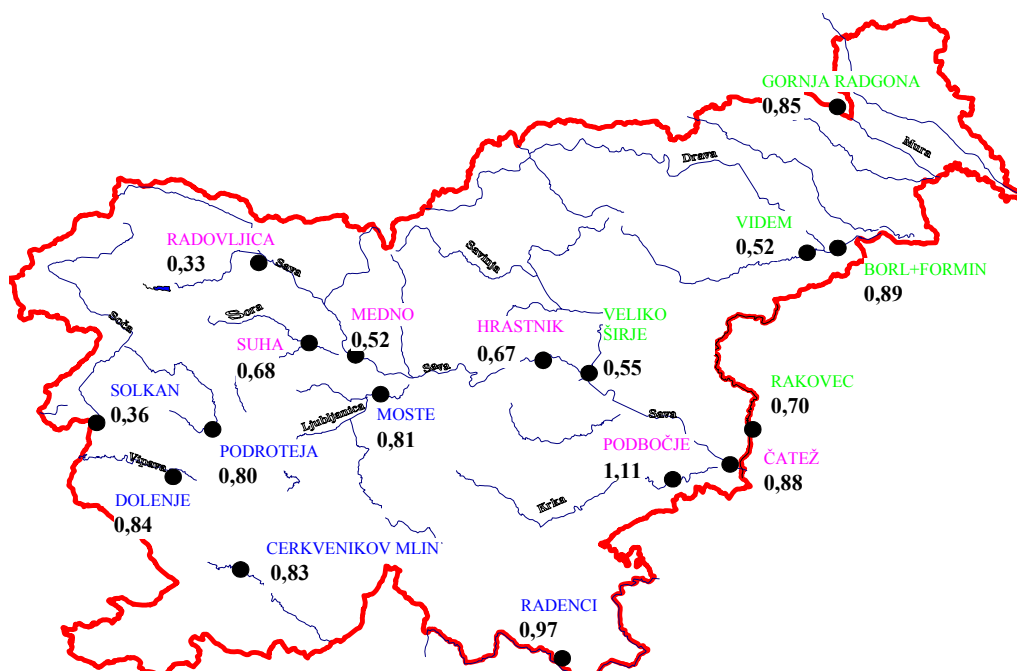 GORNJA RADGONA
0,85
Mura
Drava
VIDEM
0,52
BORL+FORMIN
0,89
RADOVLJICA
0,33
Sava
Savinja
Sora
Soča
MEDNO
0,52
SUHA
0,68
HRASTNIK
0,67
VELIKO
ŠIRJE
0,55
Sava
SOLKAN
0,36
Ljubljanica
MOSTE
0,81
Sava
RAKOVEC
0,70
PODROTEJA
0,80
PODBOČJE
1,11
ČATEŽ
0,88
Vipava
DOLENJE
0,84
Krka
CERKVENIKOV MLIN
0,83
RADENCI
0,97